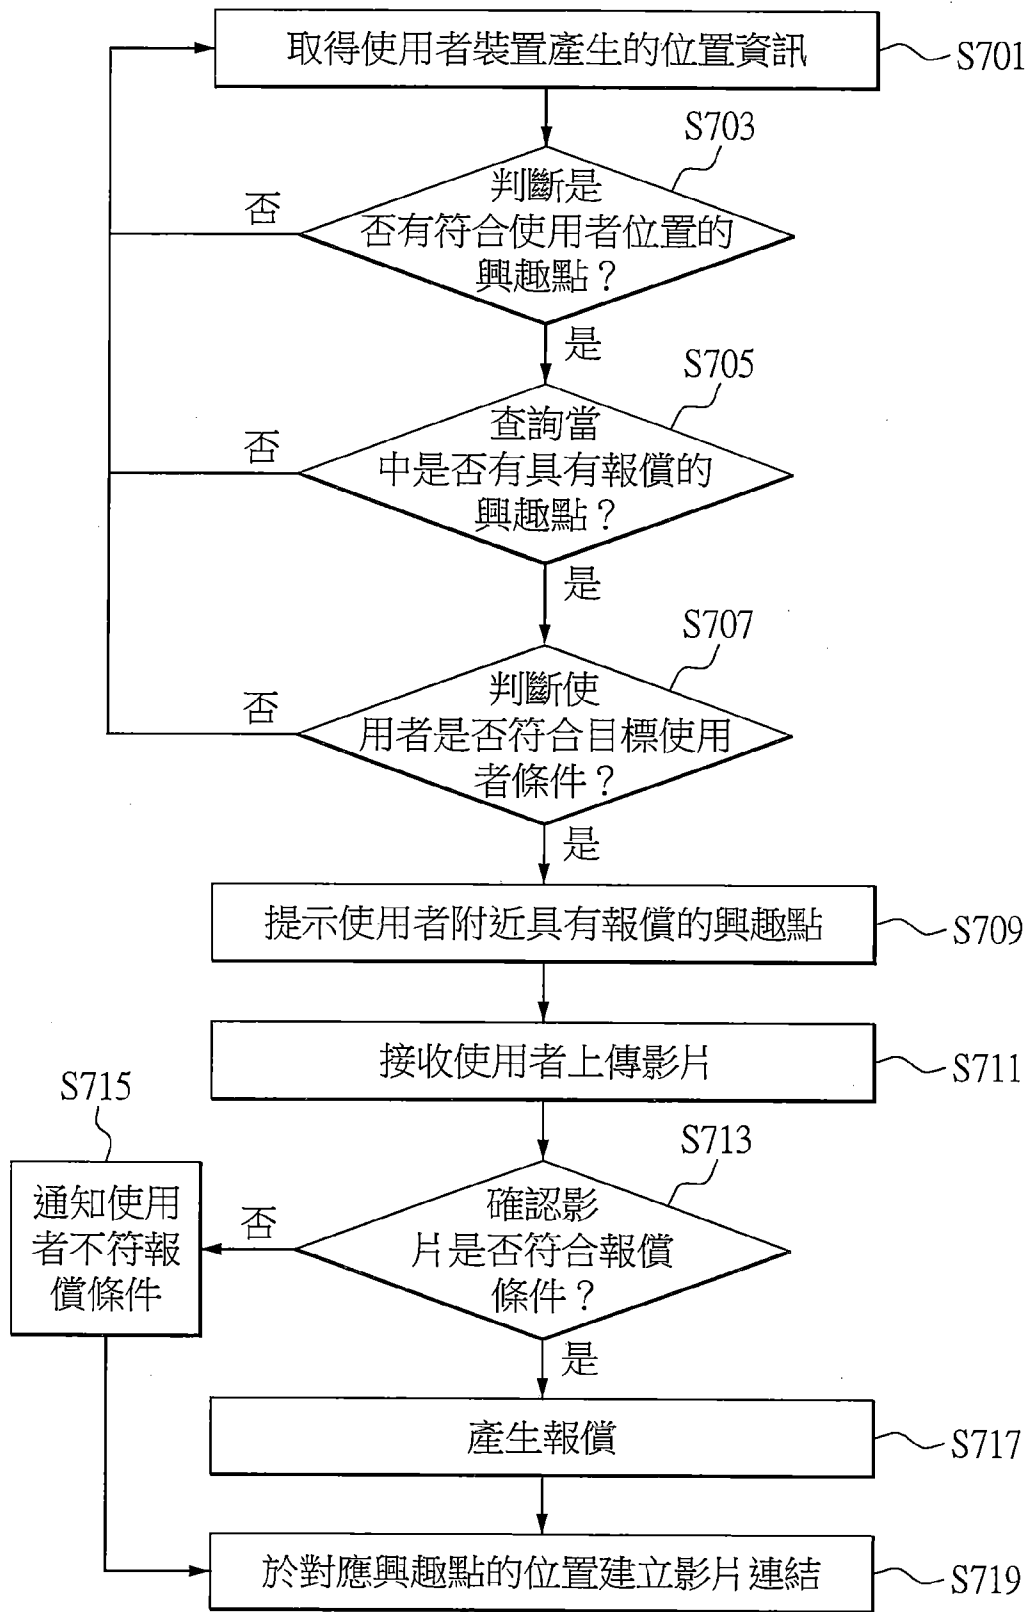 取得使用者裝置產生的位置資訊
S701
S703
判斷是
否有符合使用者位置的
興趣點？
否
是
S705
查詢當
中是否有具有報償的
興趣點？
否
是
S707
判斷使
用者是否符合目標使用
者條件？
否
是
提示使用者附近具有報償的興趣點
S709
接收使用者上傳影片
S711
S713
確認影
片是否符合報償
條件？
否
S715
通知使用
者不符報
償條件
是
產生報償
S717
於對應興趣點的位置建立影片連結
S719